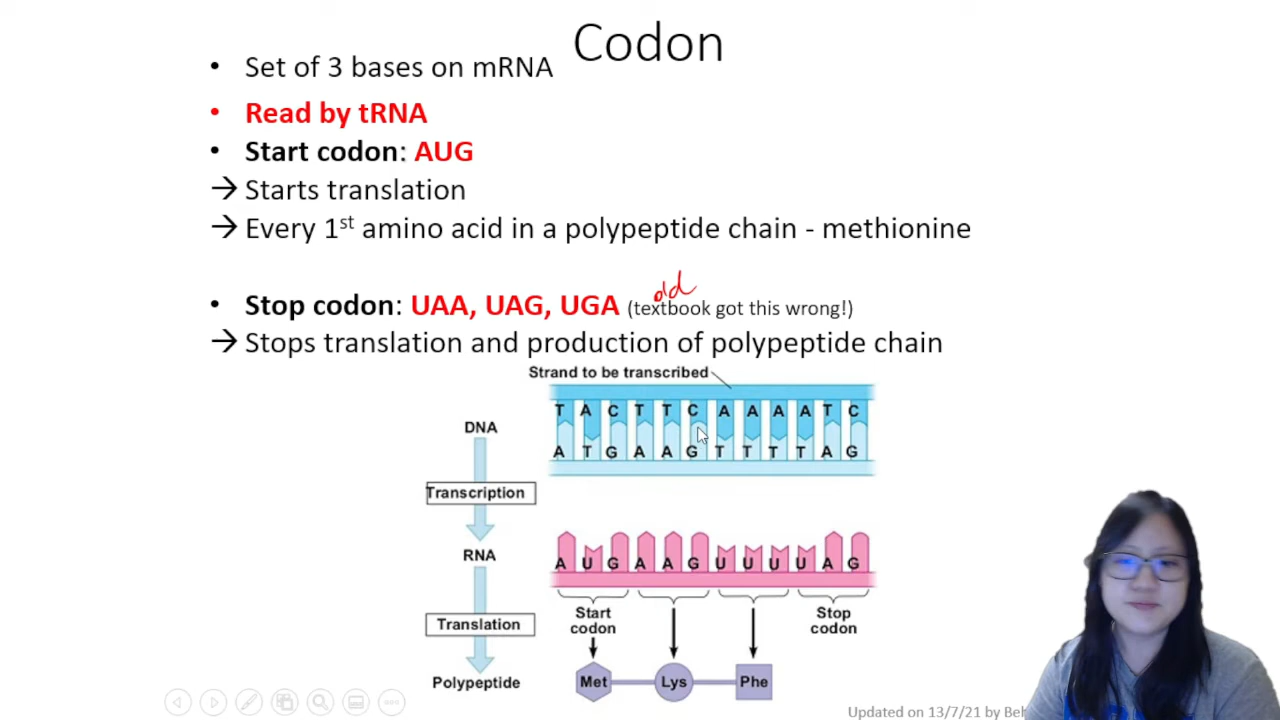 Codon
• Set of 3 bases on mRNA
• Read by tRNA
• Start codon: AUG
→ Starts translation
→ Every 1st amino acid in a polypeptide chain - methionine
old
• Stop codon: UAA, UAG, UGA (textbook got this wrong!)
→ Stops translation and production of polypeptide chain
Strand to be transcribed
T A C T T C A A A A T C
DNA
A T G A A G T T T T A G
Transcription
RNA
A U G A A G U U U U A G
Start codon
Stop codon
Translation
Polypeptide
Met Lys Phe
Updated on 13/7/21 by